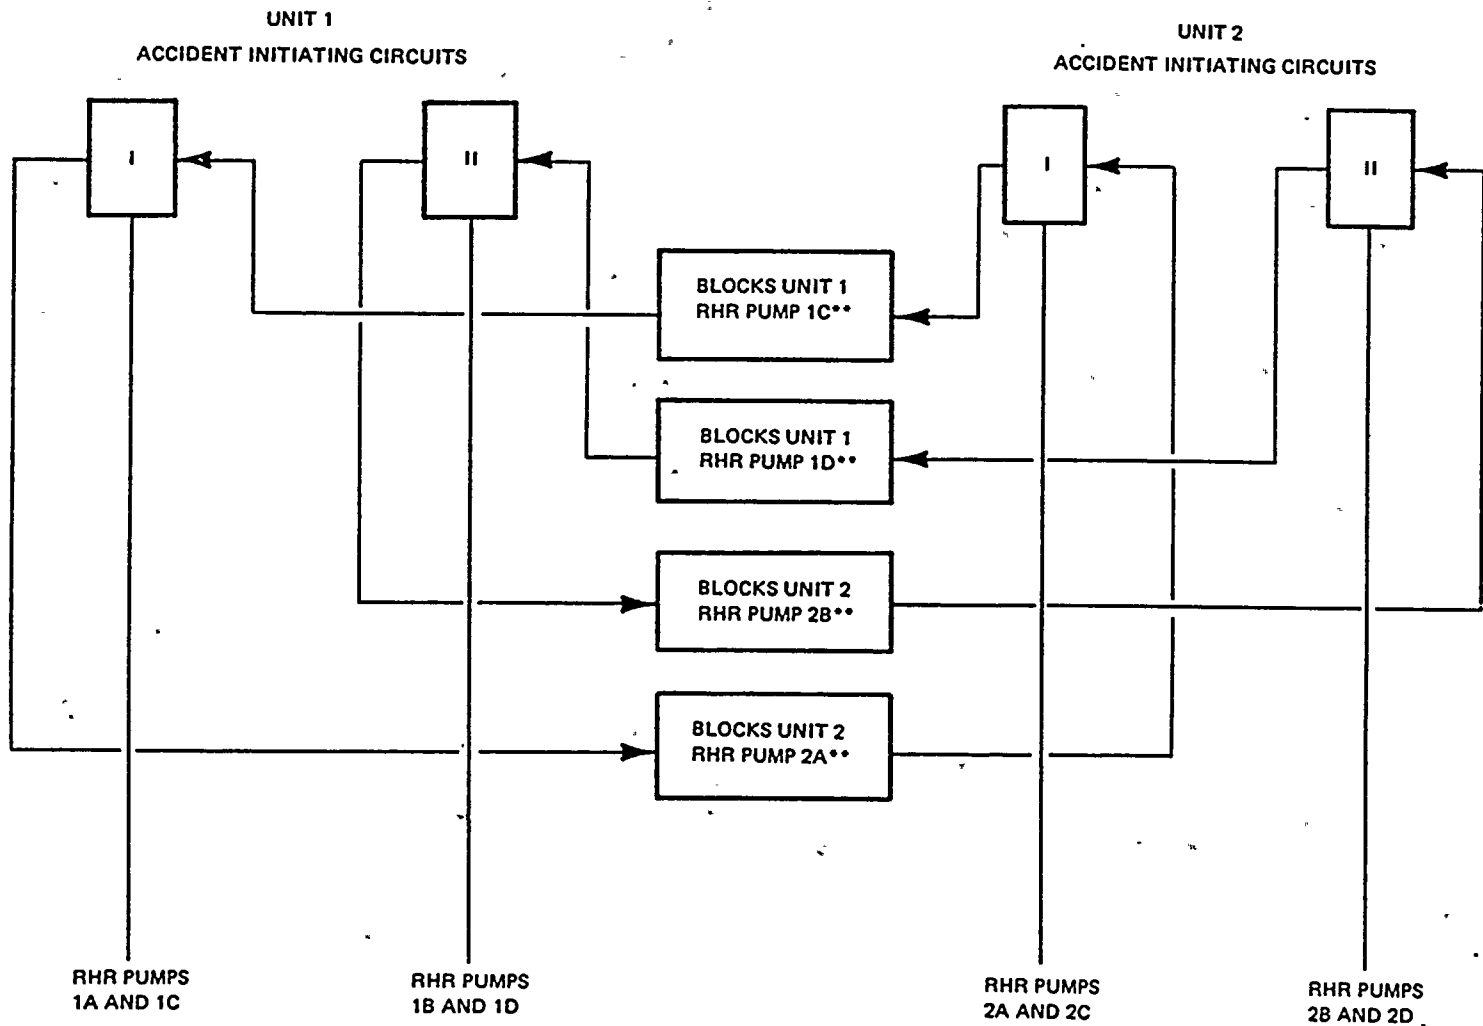 UNIT 1
ACCIDENT INITIATING CIRCUITS
UNIT 2
ACCIDENT INITIATING CIRCUITS
I
II
I
II
BLOCKS UNIT 1
RHR PUMP 1C**
BLOCKS UNIT 1
RHR PUMP 1D**
BLOCKS UNIT 2
RHR PUMP 2B**
BLOCKS UNIT 2
RHR PUMP 2A**
RHR PUMPS
1A AND 1C
RHR PUMPS
1B AND 1D
RHR PUMPS
2A AND 2C
RHR PUMPS
2B AND 2D